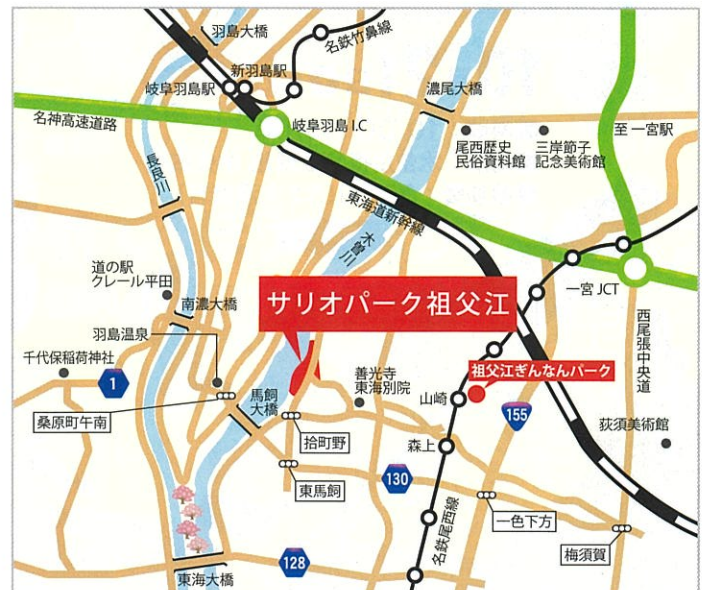 羽島大橋
名鉄竹鼻線
新羽島駅
岐阜羽島駅
濃尾大橋
名神高速道路
岐阜羽島 I.C
尾西歴史
民俗資料館
三岸節子
記念美術館
至 一宮駅
長良川
東海道新幹線
木曽川
道の駅
クレール平田
サリオパーク祖父江
一宮 JCT
南濃大橋
羽島温泉
西尾張中央道
千代保稲荷神社
1
馬飼
大橋
善光寺
東海別院
祖父江ぎんなんパーク
山崎
155
桑原町午南
拾町野
荻須美術館
森上
東馬飼
130
名鉄尾西線
一色下方
梅須賀
128
東海大橋